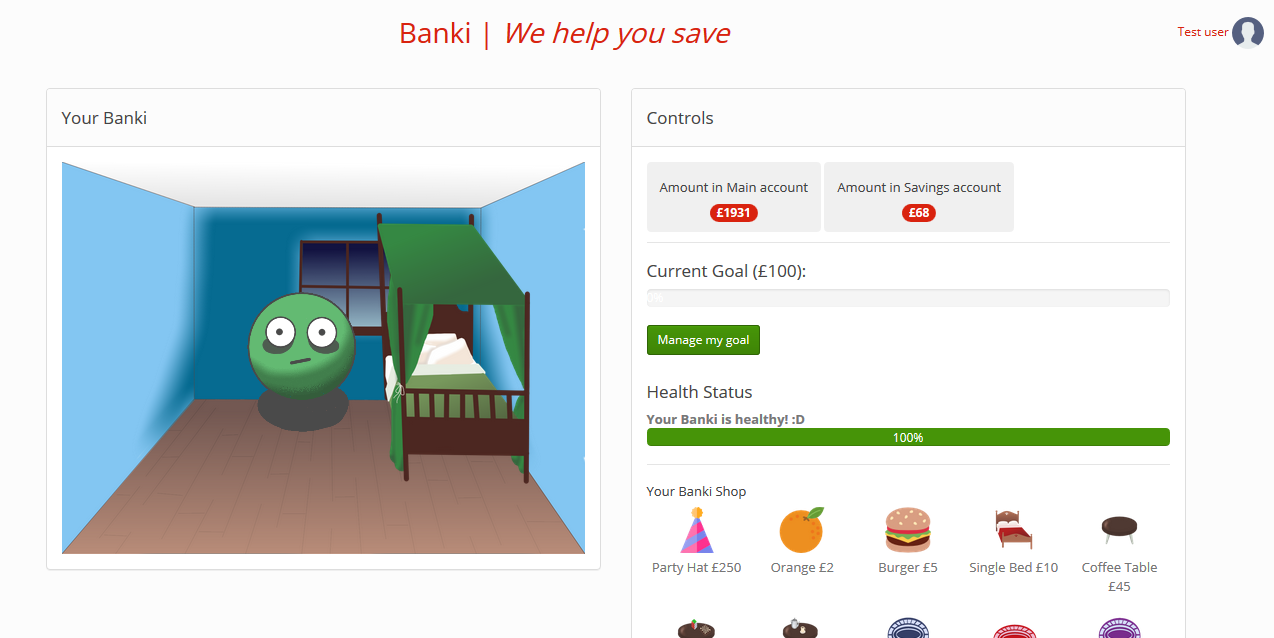 Banki | We help you save
Test user
Your Banki
Controls
Amount in Main account
£1931
Amount in Savings account
£68
Current Goal (£100):
0%
Manage my goal
Health Status
Your Banki is healthy! :D
100%
Your Banki Shop
Party Hat £250
Orange £2
Burger £5
Single Bed £10
Coffee Table
£45